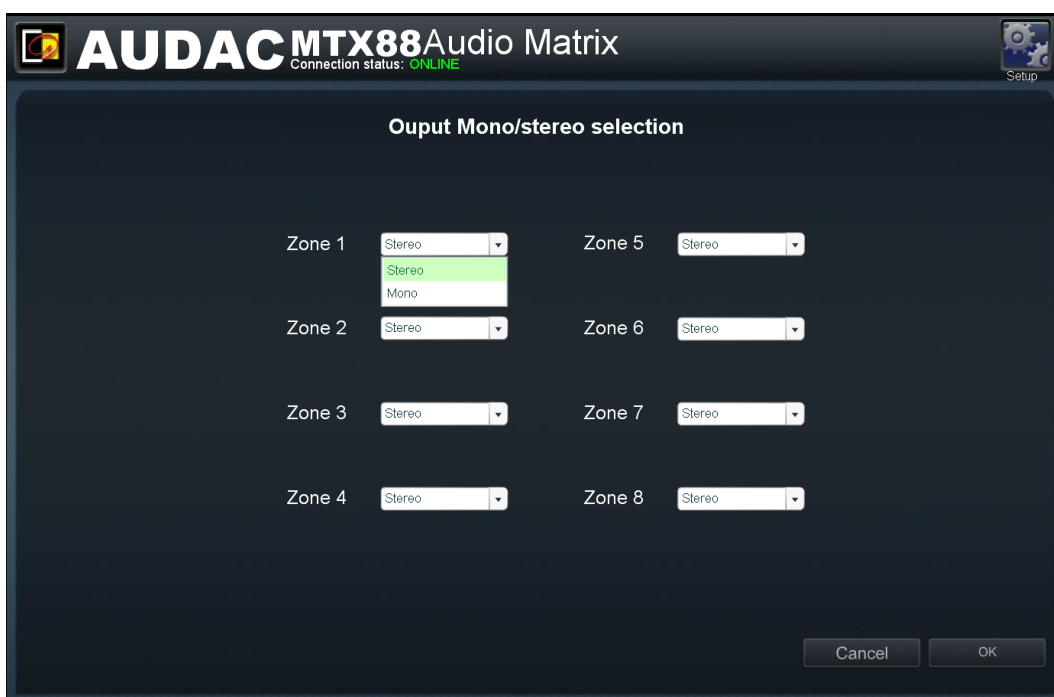 AUDAC MTX88 Audio Matrix
Connection status: ONLINE
Setup
Ouput Mono/stereo selection
Zone 1 Stereo
Stereo
Mono
Zone 5 Stereo
Zone 2 Stereo
Zone 6 Stereo
Zone 3 Stereo
Zone 7 Stereo
Zone 4 Stereo
Zone 8 Stereo
Cancel
OK